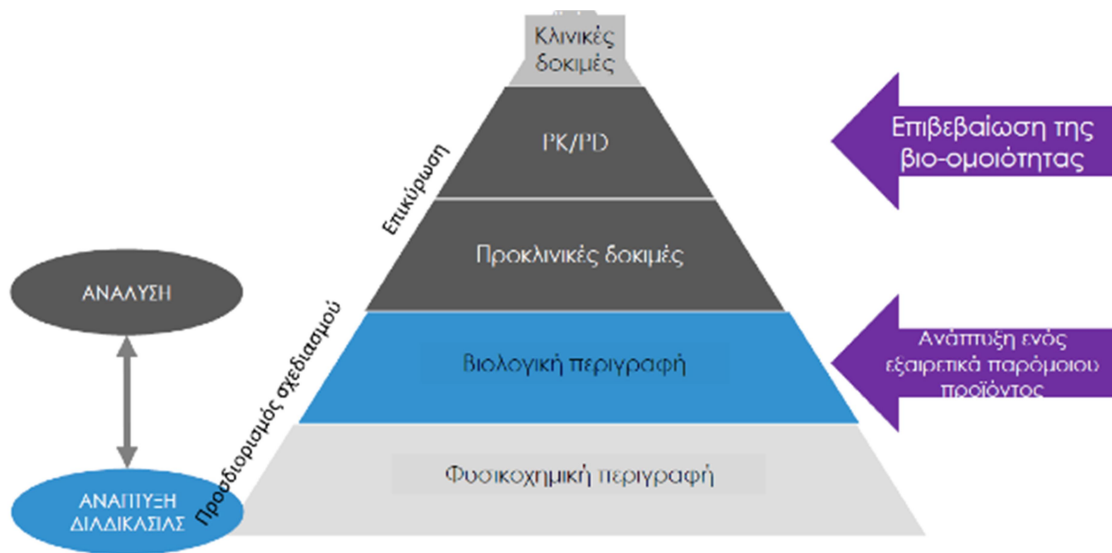 Κλινικές
δοκιμές
PK/PD
Προκλινικές δοκιμές
Βιολογική περιγραφή
Φυσικοχημική περιγραφή
Επικύρωση
Προσδιορισμός σχεδιασμού
ΑΝΑΛΥΣΗ
ΑΝΑΠΤΥΞΗ
ΔΙΑΔΙΚΑΣΙΑΣ
Επιβεβαίωση της
βιο-ομοιότητας
Ανάπτυξη ενός
εξαιρετικά παρόμοιου
προϊόντος